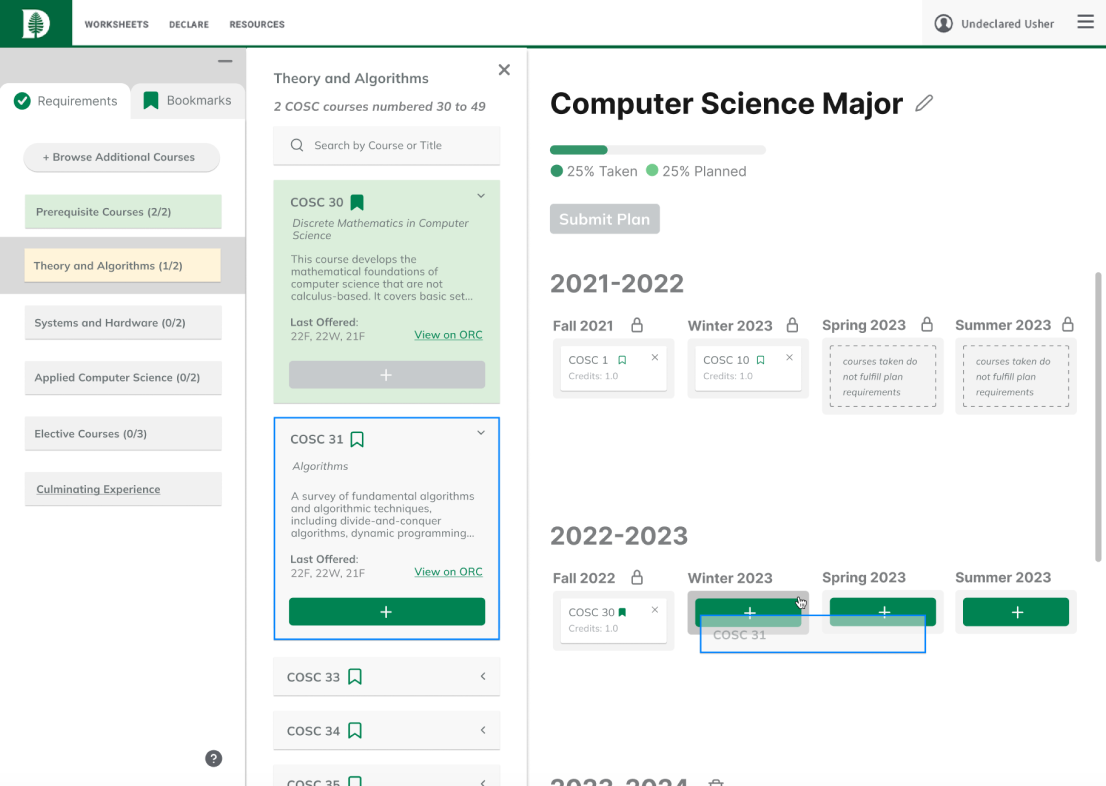 D
WORKSHEETS DECLARE RESOURCES
Undeclared Usher
Requirements
Bookmarks
+ Browse Additional Courses
Prerequisite Courses (2/2)
Theory and Algorithms (1/2)
Systems and Hardware (0/2)
Applied Computer Science (0/2)
Elective Courses (0/3)
Culminating Experience
?
Theory and Algorithms
2 COSC courses numbered 30 to 49
Search by Course or Title
COSC 30
Discrete Mathematics in Computer
Science
This course develops the
mathematical foundations of
computer science that are not
calculus-based. It covers basic set...
Last Offered:
22F, 22W, 21F
View on ORC
+
COSC 31
Algorithms
A survey of fundamental algorithms
and algorithmic techniques,
including divide-and-conquer
algorithms, dynamic programming...
Last Offered:
22F, 22W, 21F
View on ORC
+
COSC 33
COSC 34
COSC 35
Computer Science Major
25% Taken 25% Planned
Submit Plan
2021-2022
Fall 2021
COSC 1
Credits: 1.0
Winter 2023
COSC 10
Credits: 1.0
Spring 2023
courses taken do
not fulfill plan
requirements
Summer 2023
courses taken do
not fulfill plan
requirements
2022-2023
Fall 2022
COSC 30
Credits: 1.0
Winter 2023
+
COSC 31
Spring 2023
+
Summer 2023
+
2023-2024